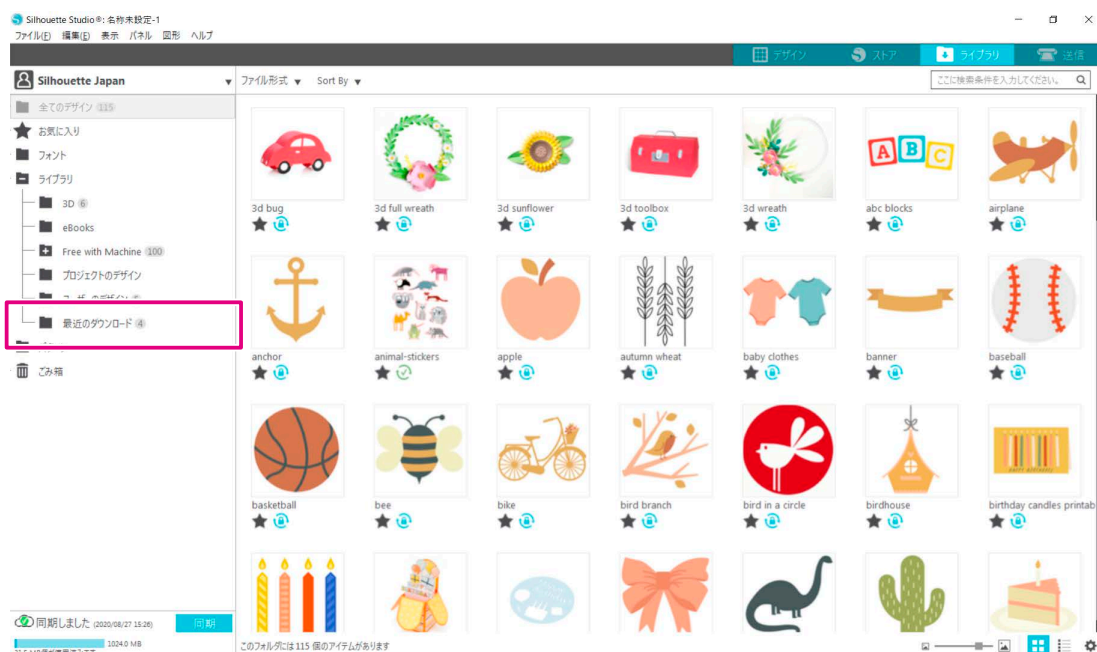 Silhouette Studio®: 名称未設定-1
ファイル(F) 編集(E) 表示 パネル 図形 ヘルプ
デザイン ストア ライブラリ 送信
Silhouette Japan
ファイル形式 ▼ Sort By ▼
ここに検索条件を入力してください。
全てのデザイン 115
お気に入り
フォント
ライブラリ
3D 6
eBooks
Free with Machine 100
プロジェクトのデザイン
最近のダウンロード 4
ごみ箱
3d bug
3d full wreath
3d sunflower
3d toolbox
3d wreath
abc blocks
airplane
anchor
animal-stickers
apple
autumn wheat
baby clothes
banner
baseball
basketball
bee
bike
bird branch
bird in a circle
birdhouse
birthday candles printab
A B C
HAPPY BIRTHDAY
同期しました (2020/08/27 15:26)
同期
1024.0 MB
このフォルダには 115 個のアイテムがあります